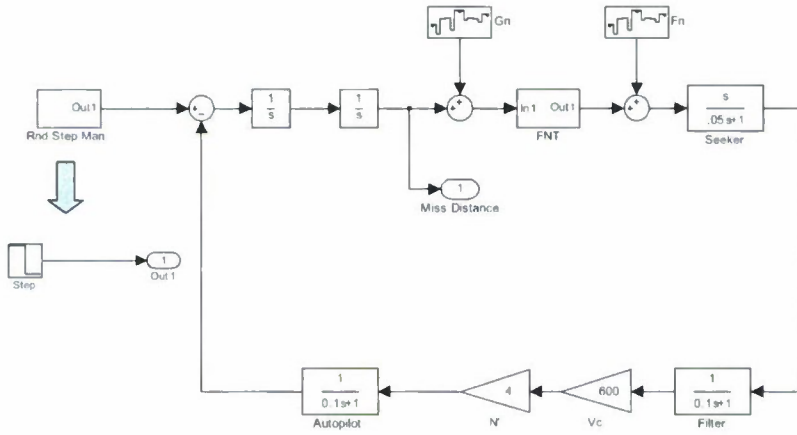 Gn
Fn
Out1
Rnd Step Man
+
−
1
s
1
s
+
+
In1 Out1
FNT
+
+
s
.05s+1
Seeker
1
Miss Distance
Step
1
Out1
1
0.1s+1
Autopilot
4
N'
600
Vc
1
0.1s+1
Filter